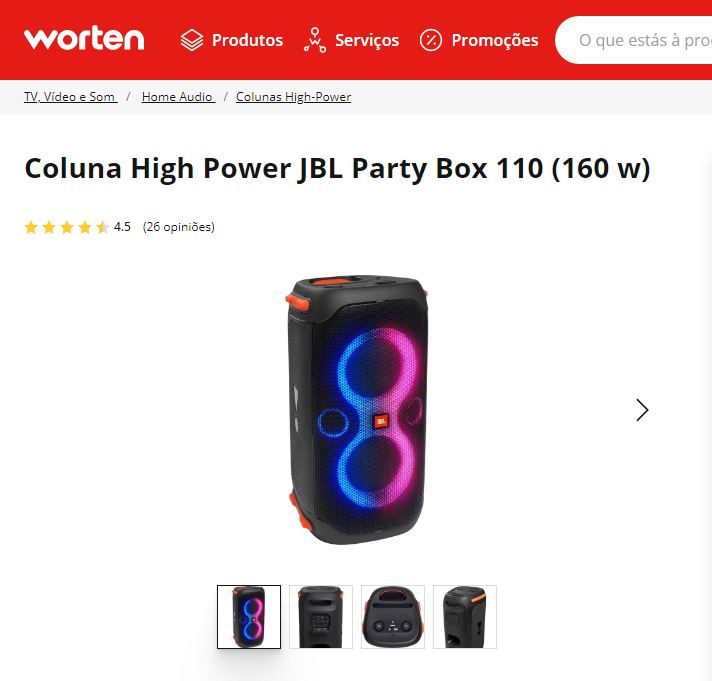 worten Produtos Serviços Promoções O que estás à pro
TV, Vídeo e Som / Home Audio / Colunas High-Power
Coluna High Power JBL Party Box 110 (160 w)
4.5 (26 opiniões)
JBL